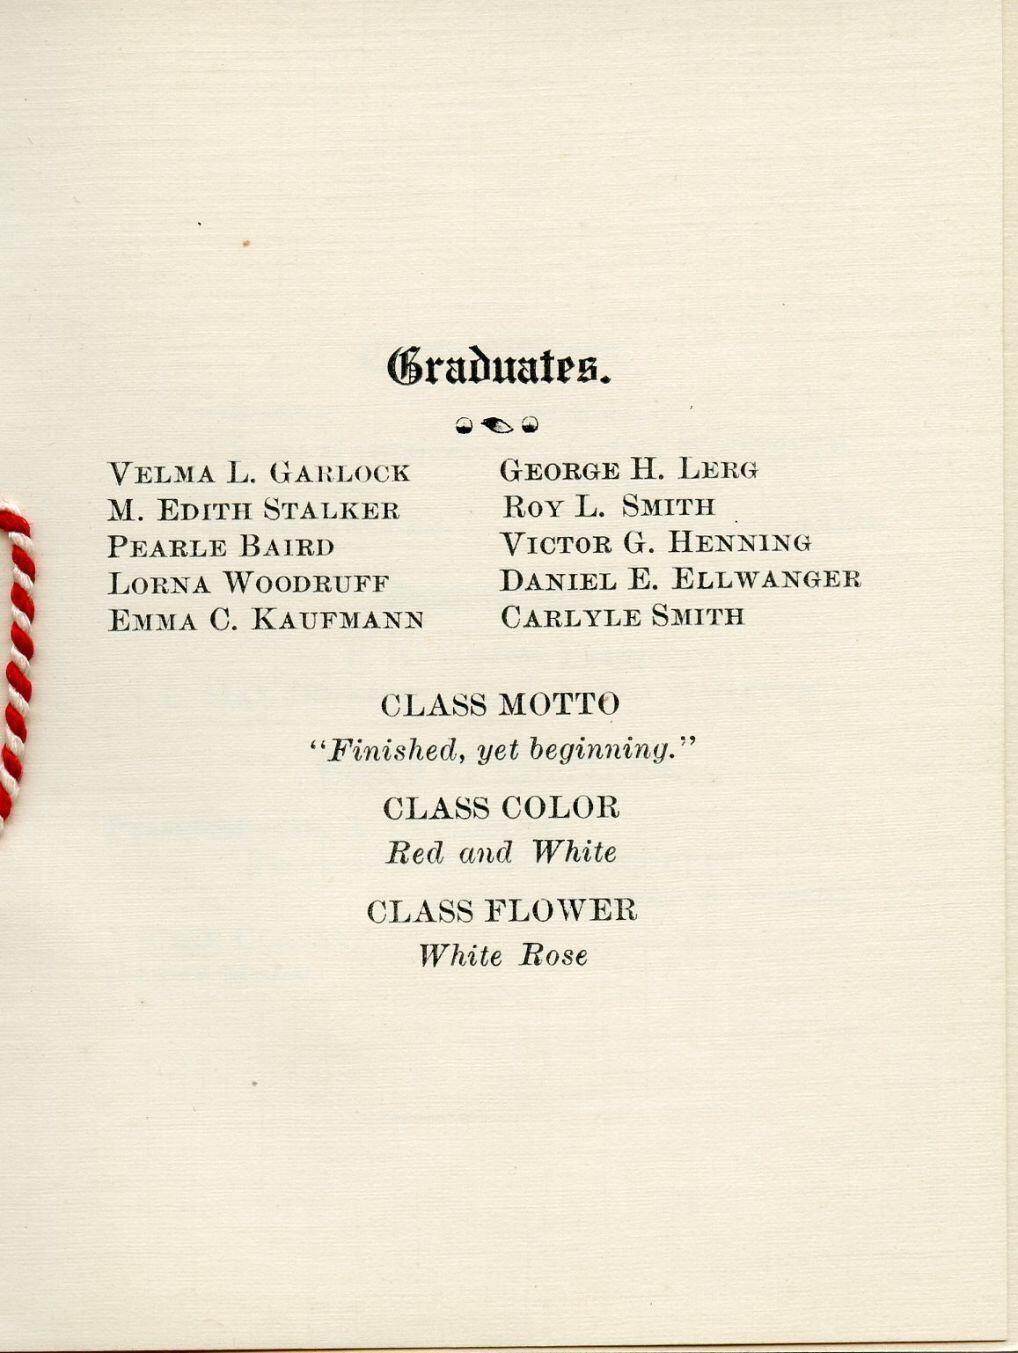 Graduates.
VELMA L. GARLOCK
M. EDITH STALKER
PEARLE BAIRD
LORNA WOODRUFF
EMMA C. KAUFMANN
GEORGE H. LERG
ROY L. SMITH
VICTOR G. HENNING
DANIEL E. ELLWANGER
CARLYLE SMITH
CLASS MOTTO
“Finished, yet beginning.”
CLASS COLOR
Red and White
CLASS FLOWER
White Rose